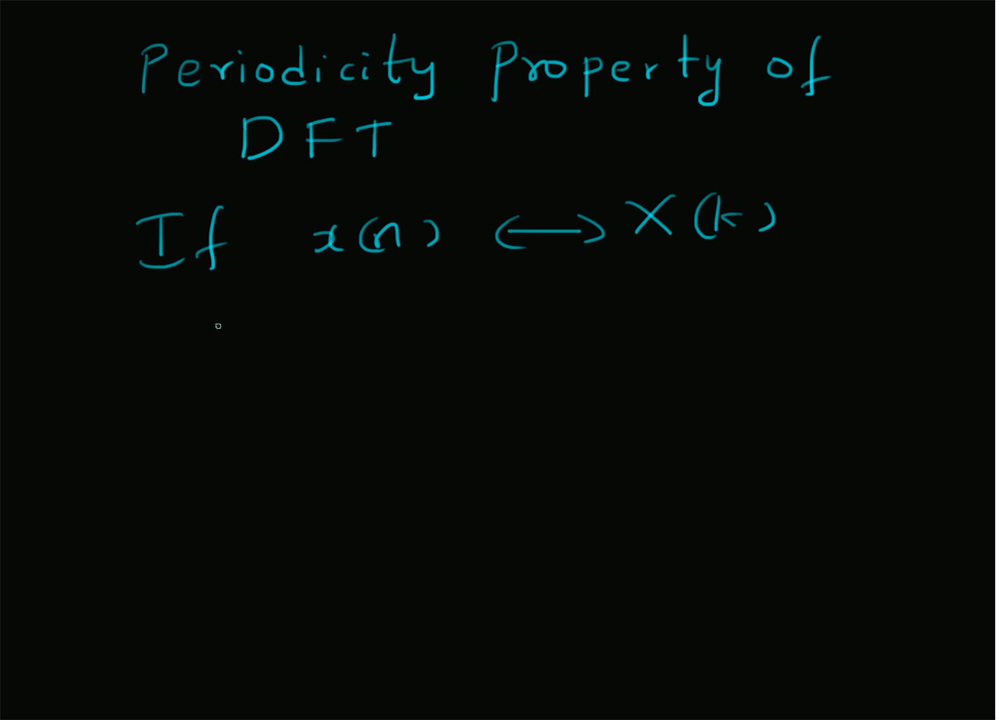 Periodicity Property of
DFT
If x(n) ⟷ X(k)